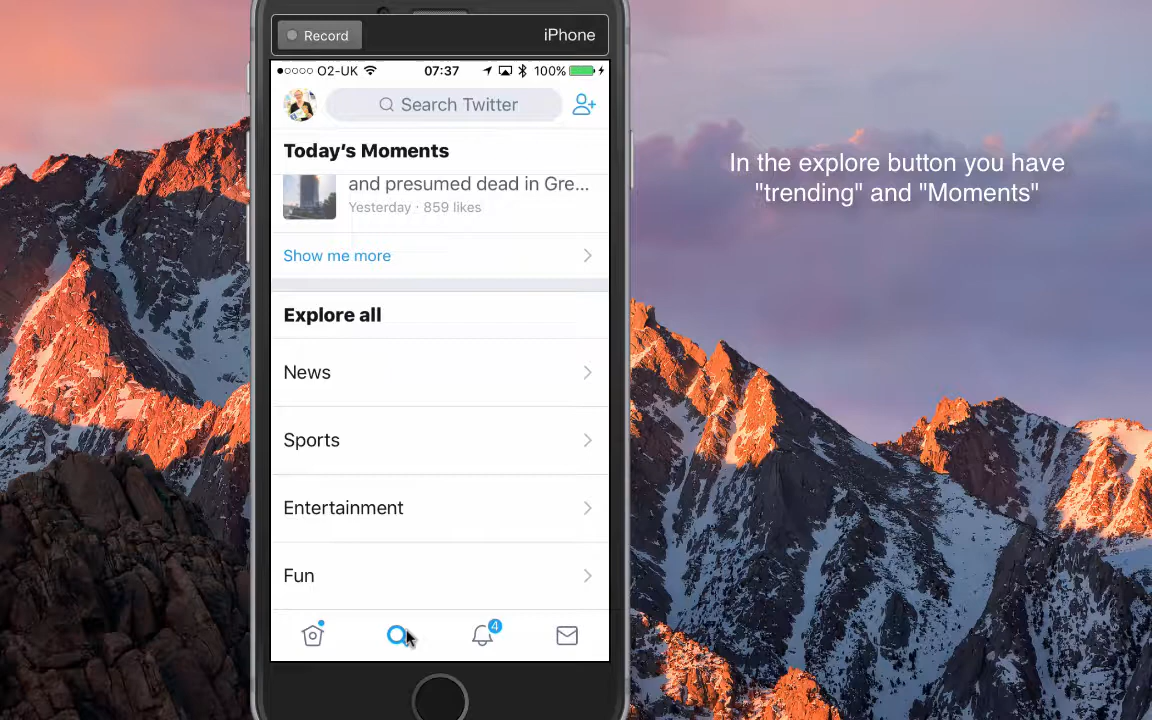 Record
iPhone
O2-UK 07:37 100%
Search Twitter
Today's Moments
and presumed dead in Gre...
Yesterday · 859 likes
Show me more
Explore all
News
Sports
Entertainment
Fun
4
In the explore button you have
"trending" and "Moments"